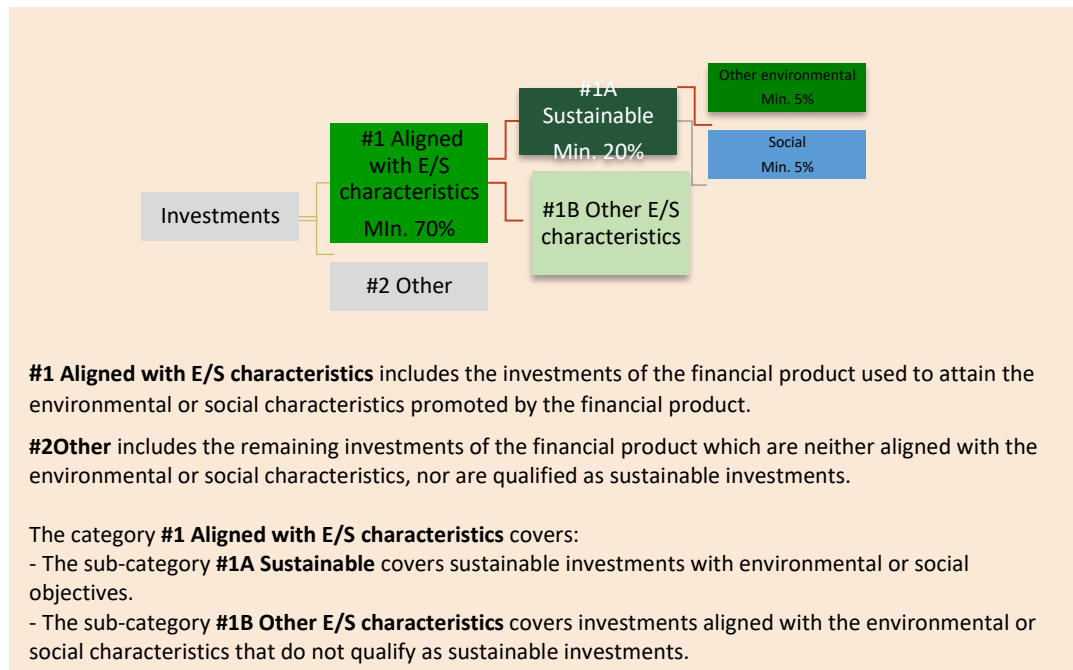 Other environmental
Min. 5%
#1A
Sustainable
Min. 20%
Social
Min. 5%
#1 Aligned
with E/S
characteristics
MIn. 70%
#1B Other E/S
characteristics
Investments
#2 Other
#1 Aligned with E/S characteristics includes the investments of the financial product used to attain the
environmental or social characteristics promoted by the financial product.
#2Other includes the remaining investments of the financial product which are neither aligned with the
environmental or social characteristics, nor are qualified as sustainable investments.
The category #1 Aligned with E/S characteristics covers:
- The sub-category #1A Sustainable covers sustainable investments with environmental or social
objectives.
- The sub-category #1B Other E/S characteristics covers investments aligned with the environmental or
social characteristics that do not qualify as sustainable investments.